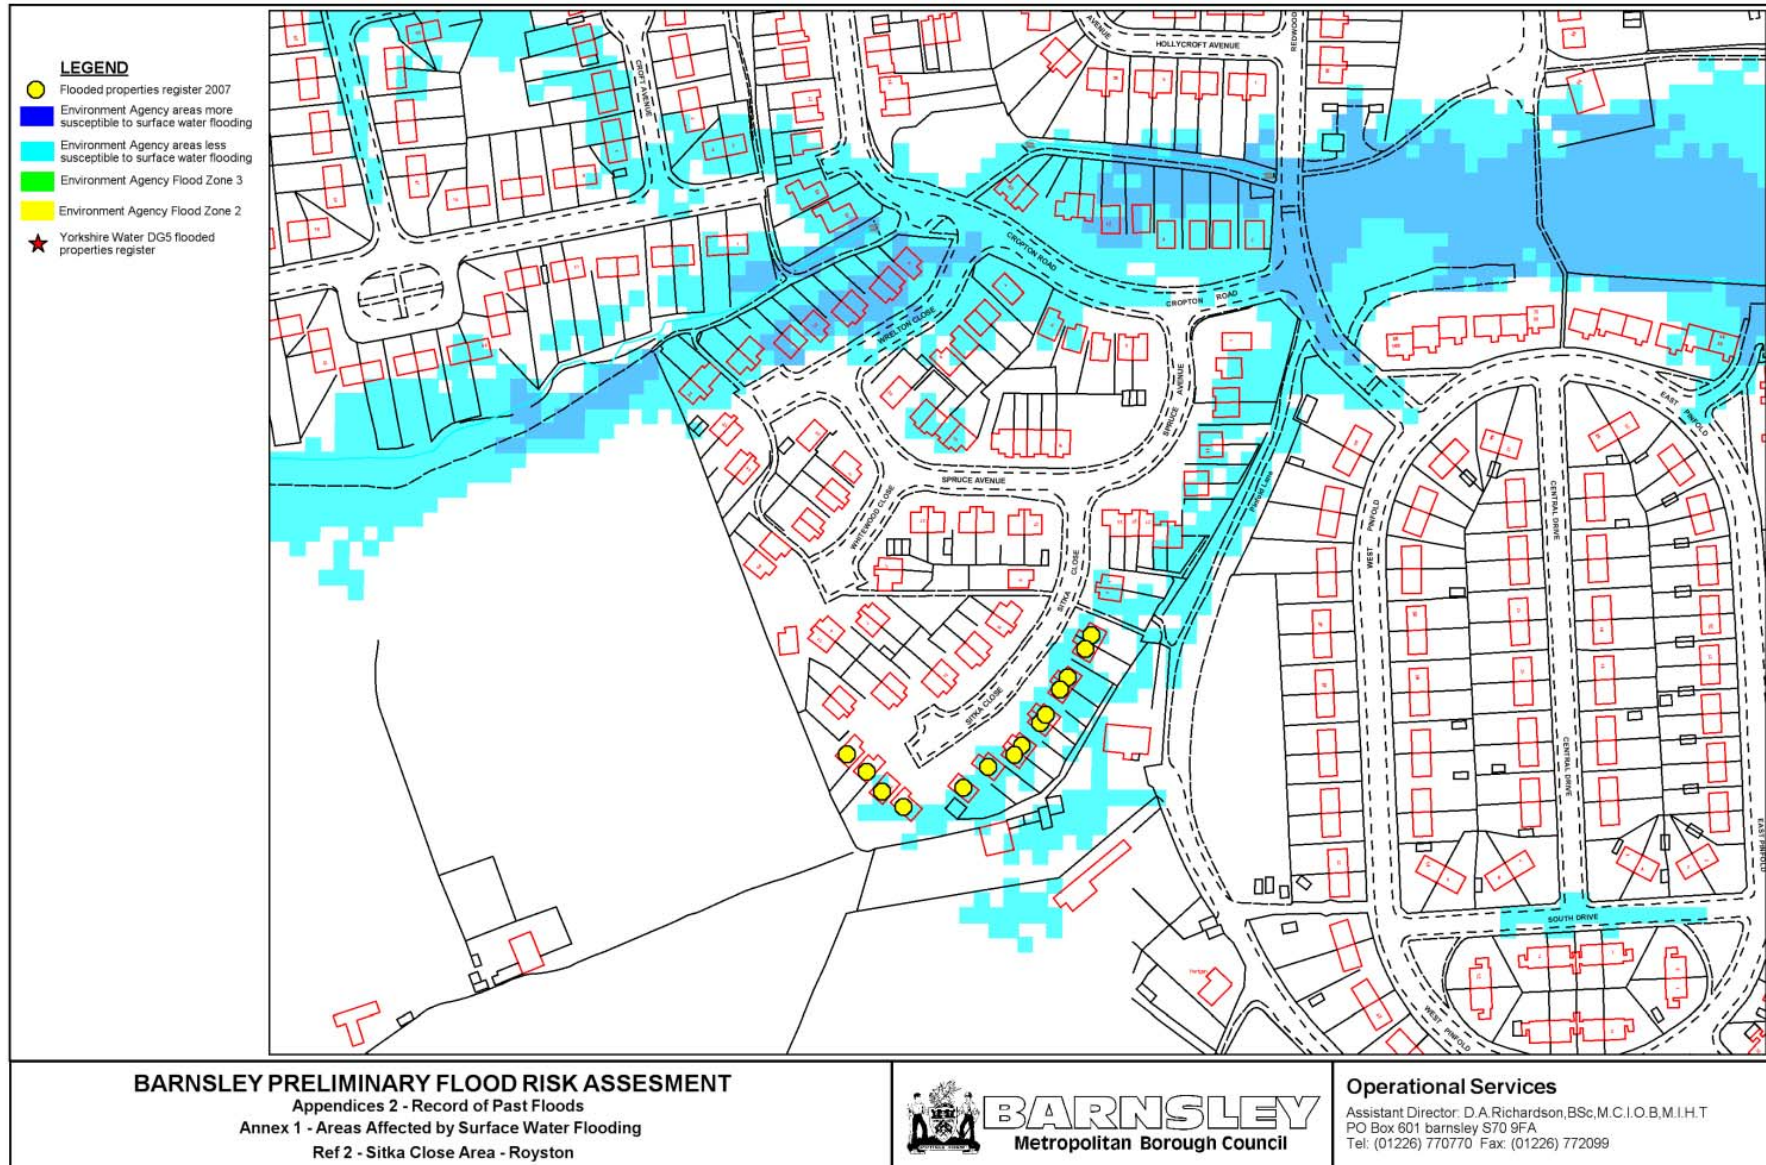 LEGEND
Flooded properties register 2007
Environment Agency areas more
susceptible to surface water flooding
Environment Agency areas less
susceptible to surface water flooding
Environment Agency Flood Zone 3
Environment Agency Flood Zone 2
Yorkshire Water DG5 flooded
properties register
CROFT AVENUE
AVENUE
HOLLYCROFT AVENUE
REDWOOD
CROPTON ROAD
CROPTON ROAD
WRELTON CLOSE
SPRUCE AVENUE
SPRUCE AVENUE
WHITEWOOD CLOSE
SITKA CLOSE
SITKA CLOSE
Pinfold Lane
WEST PINFOLD
CENTRAL DRIVE
CENTRAL DRIVE
EAST PINFOLD
EAST PINFOLD
SOUTH DRIVE
WEST PINFOLD
BARNSLEY PRELIMINARY FLOOD RISK ASSESMENT
Appendices 2 - Record of Past Floods
Annex 1 - Areas Affected by Surface Water Flooding
Ref 2 - Sitka Close Area - Royston
BARNSLEY
Metropolitan Borough Council
Operational Services
Assistant Director: D.A.Richardson,BSc,M.C.I.O.B,M.I.H.T
PO Box 601 barnsley S70 9FA
Tel: (01226) 770770 Fax: (01226) 772099